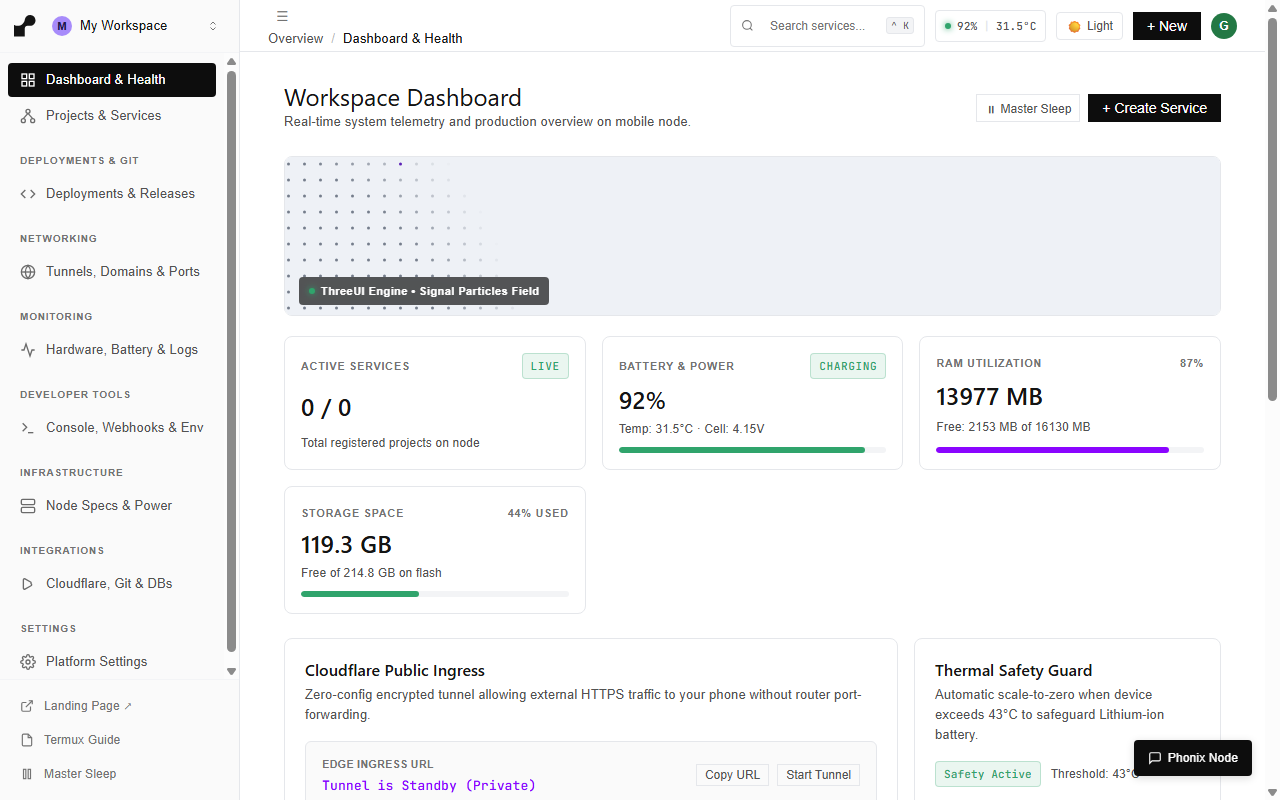 M My Workspace
Dashboard & Health
Projects & Services
DEPLOYMENTS & GIT
Deployments & Releases
NETWORKING
Tunnels, Domains & Ports
MONITORING
Hardware, Battery & Logs
DEVELOPER TOOLS
Console, Webhooks & Env
INFRASTRUCTURE
Node Specs & Power
INTEGRATIONS
Cloudflare, Git & DBs
SETTINGS
Platform Settings
Landing Page ↗
Termux Guide
Master Sleep
Overview / Dashboard & Health
Search services... ^ K
92% | 31.5°C
Light
+ New
G
Workspace Dashboard
Real-time system telemetry and production overview on mobile node.
Master Sleep
+ Create Service
ThreeUI Engine • Signal Particles Field
ACTIVE SERVICES LIVE
0 / 0
Total registered projects on node
BATTERY & POWER CHARGING
92%
Temp: 31.5°C · Cell: 4.15V
RAM UTILIZATION 87%
13977 MB
Free: 2153 MB of 16130 MB
STORAGE SPACE 44% USED
119.3 GB
Free of 214.8 GB on flash
Cloudflare Public Ingress
Zero-config encrypted tunnel allowing external HTTPS traffic to your phone without router port-
forwarding.
EDGE INGRESS URL
Tunnel is Standby (Private)
Copy URL
Start Tunnel
Thermal Safety Guard
Automatic scale-to-zero when device
exceeds 43°C to safeguard Lithium-ion
battery.
Safety Active Threshold: 43°C
Phonix Node